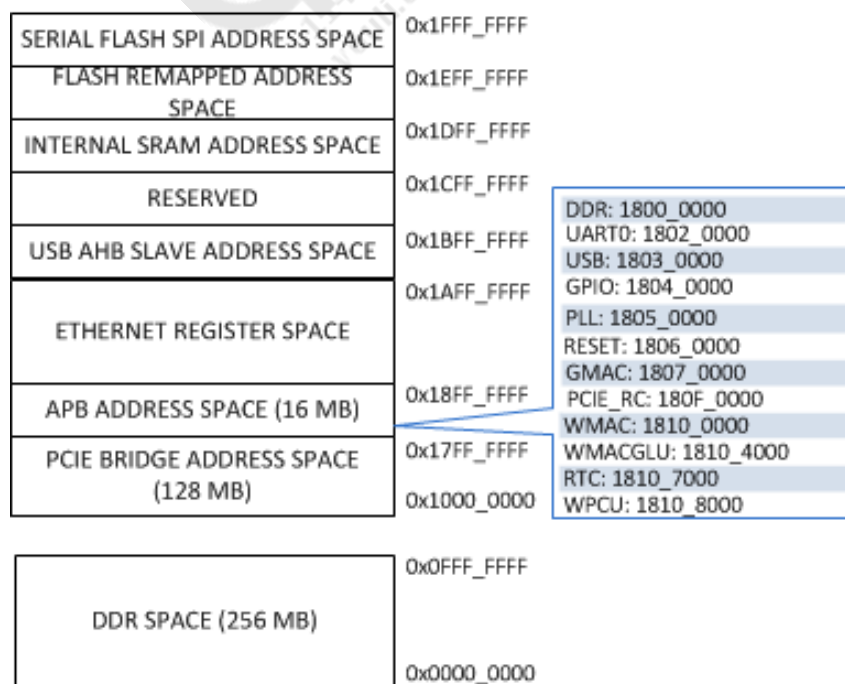 SERIAL FLASH SPI ADDRESS SPACE
0x1FFF_FFFF
FLASH REMAPPED ADDRESS
SPACE
0x1EFF_FFFF
INTERNAL SRAM ADDRESS SPACE
0x1DFF_FFFF
RESERVED
0x1CFF_FFFF
USB AHB SLAVE ADDRESS SPACE
0x1BFF_FFFF
ETHERNET REGISTER SPACE
0x1AFF_FFFF
APB ADDRESS SPACE (16 MB)
0x18FF_FFFF
PCIE BRIDGE ADDRESS SPACE
(128 MB)
0x17FF_FFFF
0x1000_0000
DDR: 1800_0000
UART0: 1802_0000
USB: 1803_0000
GPIO: 1804_0000
PLL: 1805_0000
RESET: 1806_0000
GMAC: 1807_0000
PCIE_RC: 180F_0000
WMAC: 1810_0000
WMACGLU: 1810_4000
RTC: 1810_7000
WPCU: 1810_8000
0x0FFF_FFFF
DDR SPACE (256 MB)
0x0000_0000